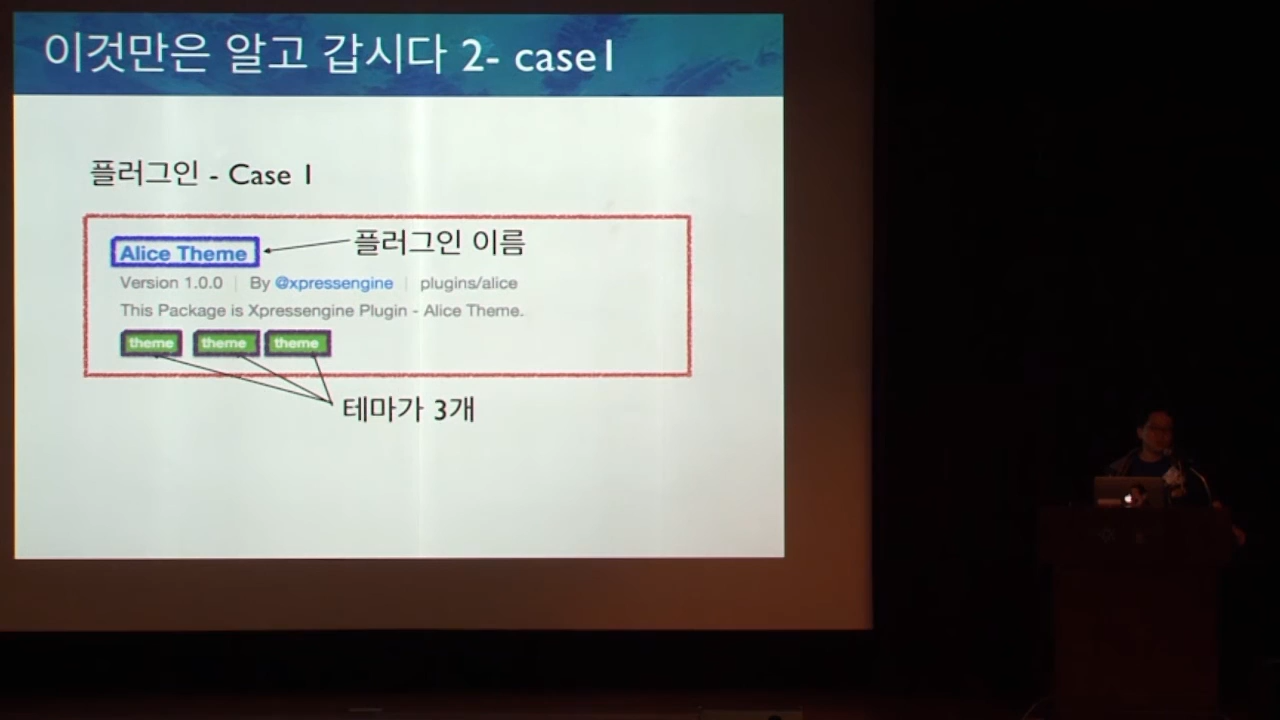 이것만은 알고 갑시다 2- case1
플러그인 - Case 1
Alice Theme
플러그인 이름
Version 1.0.0 | By @xpressengine | plugins/alice
This Package is Xpressengine Plugin - Alice Theme.
theme theme theme
테마가 3개